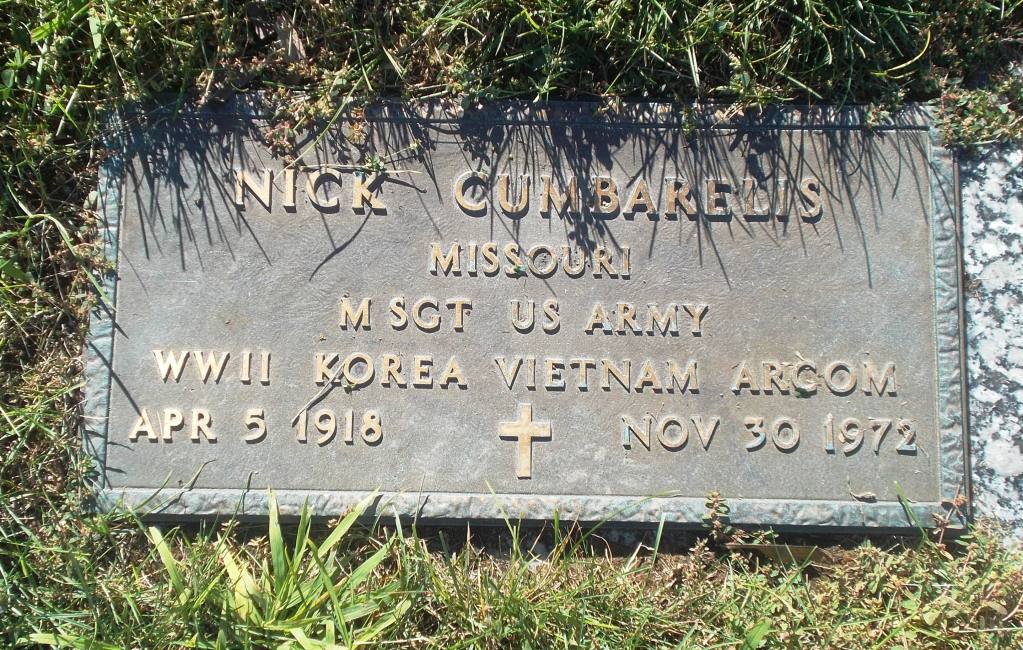 NICK CUMBARELIS
MISSOURI
M SGT US ARMY
WWII KOREA VIETNAM ARCOM
APR 5 1918 NOV 30 1972